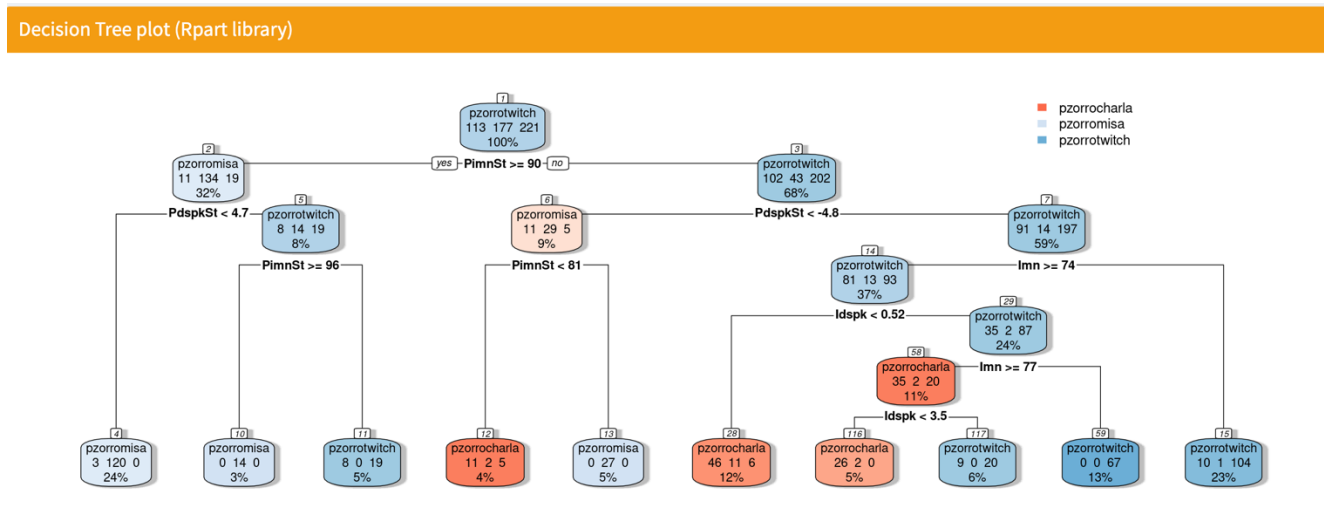 Decision Tree plot (Rpart library)
1
pzorrotwitch
113 177 221
100%
pzorrocharla
pzorromisa
pzorrotwitch
yes PimnSt >= 90 no
2
pzorromisa
11 134 19
32%
3
pzorrotwitch
102 43 202
68%
PdspkSt < 4.7
PdspkSt < -4.8
5
pzorrotwitch
8 14 19
8%
6
pzorromisa
11 29 5
9%
7
pzorrotwitch
91 14 197
59%
PimnSt >= 96
PimnSt < 81
Imn >= 74
14
pzorrotwitch
81 13 93
37%
Idspk < 0.52
29
pzorrotwitch
35 2 87
24%
Imn >= 77
58
pzorrocharla
35 2 20
11%
Idspk < 3.5
4
pzorromisa
3 120 0
24%
10
pzorromisa
0 14 0
3%
11
pzorrotwitch
8 0 19
5%
12
pzorrocharla
11 2 5
4%
13
pzorromisa
0 27 0
5%
28
pzorrocharla
46 11 6
12%
116
pzorrocharla
26 2 0
5%
117
pzorrotwitch
9 0 20
6%
59
pzorrotwitch
0 0 67
13%
15
pzorrotwitch
10 1 104
23%